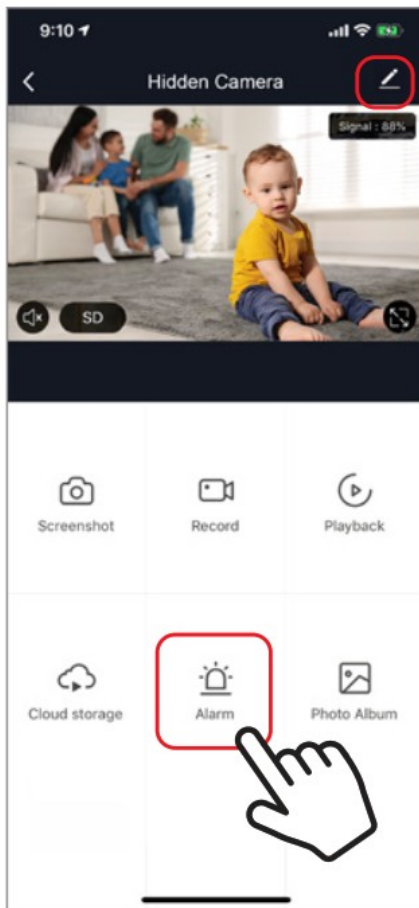 9:10
Hidden Camera
Signal : 88%
SD
Screenshot Record Playback
Cloud storage Alarm Photo Album